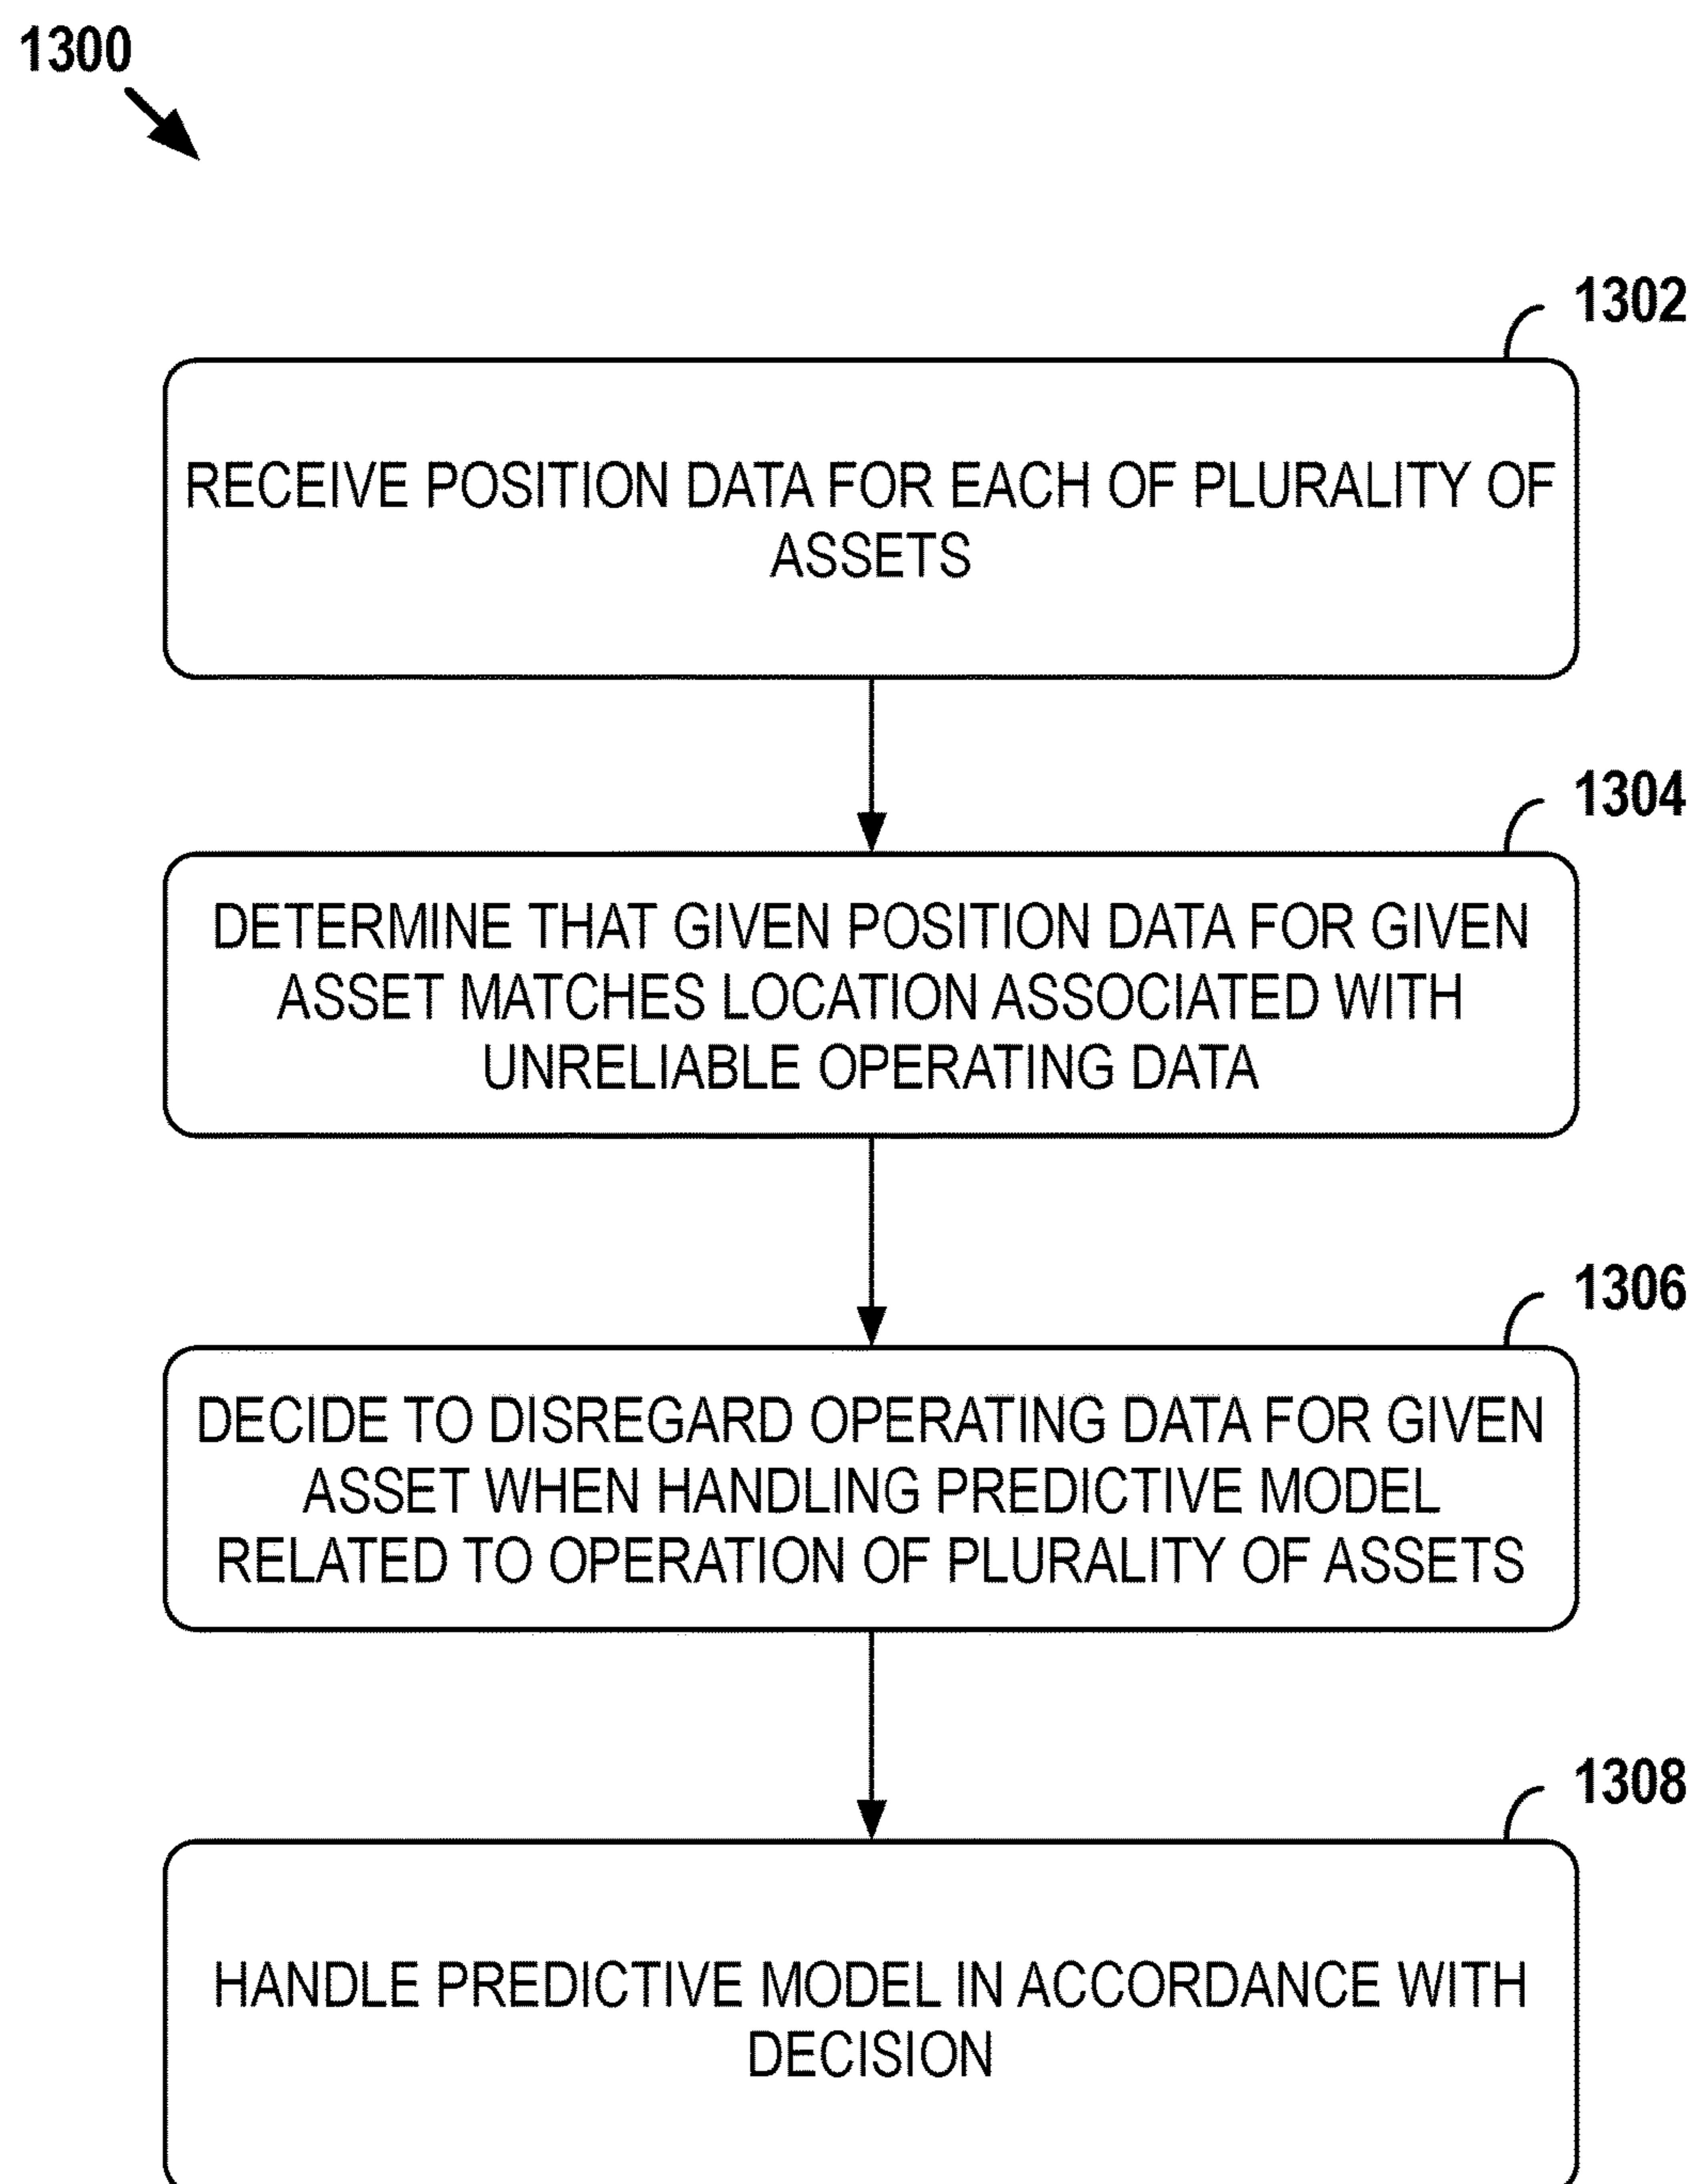 1300
1302
RECEIVE POSITION DATA FOR EACH OF PLURALITY OF
ASSETS
1304
DETERMINE THAT GIVEN POSITION DATA FOR GIVEN
ASSET MATCHES LOCATION ASSOCIATED WITH
UNRELIABLE OPERATING DATA
1306
DECIDE TO DISREGARD OPERATING DATA FOR GIVEN
ASSET WHEN HANDLING PREDICTIVE MODEL
RELATED TO OPERATION OF PLURALITY OF ASSETS
1308
HANDLE PREDICTIVE MODEL IN ACCORDANCE WITH
DECISION